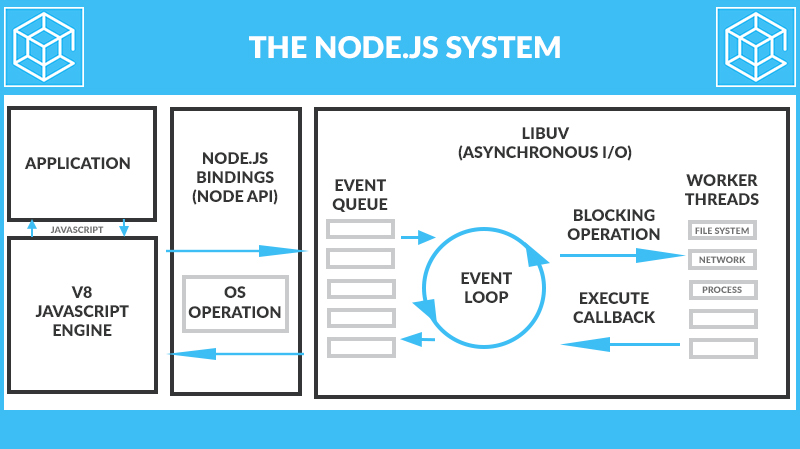 THE NODE.JS SYSTEM
APPLICATION
JAVASCRIPT
V8
JAVASCRIPT
ENGINE
NODE.JS
BINDINGS
(NODE API)
OS
OPERATION
LIBUV
(ASYNCHRONOUS I/O)
EVENT
QUEUE
EVENT
LOOP
BLOCKING
OPERATION
EXECUTE
CALLBACK
WORKER
THREADS
FILE SYSTEM
NETWORK
PROCESS